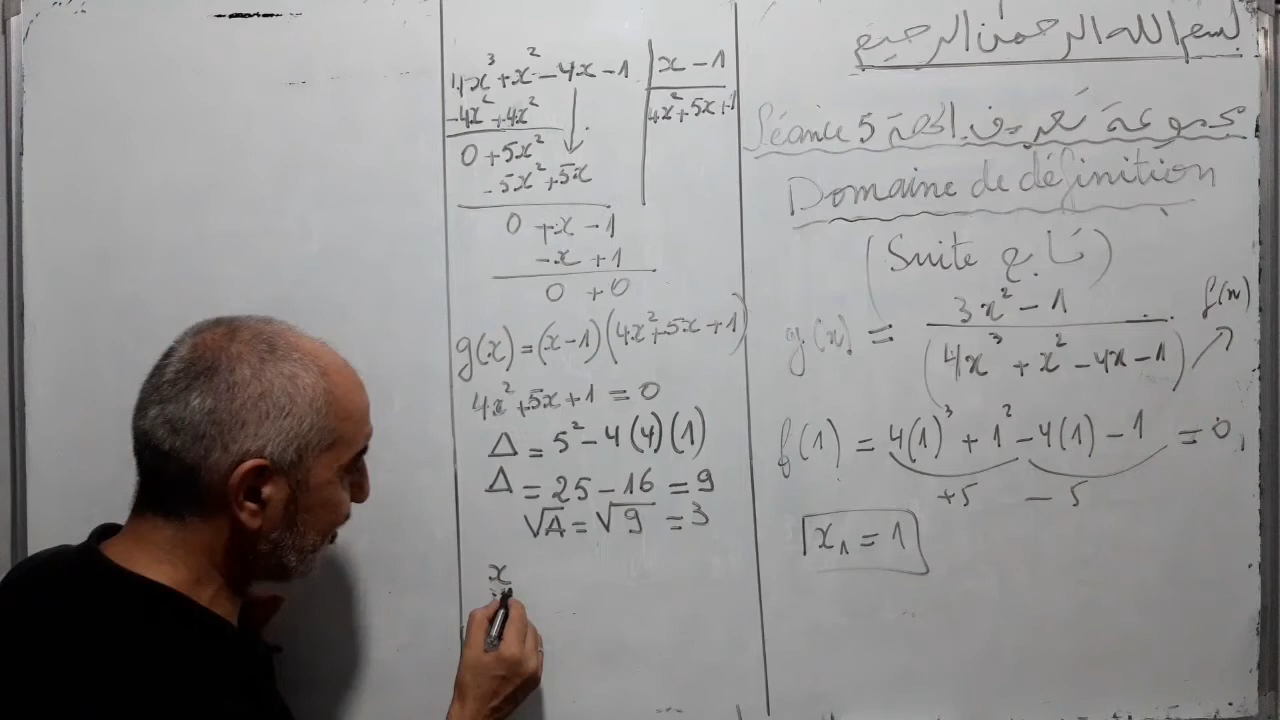 بسم الله الرحمن الرحيم
Séance 5 مجموعة تعريف الحصة
Domaine de définition
(Suite تابع)
g(x) = 3x² - 1 / (4x³ + x² - 4x - 1) f(x)
f(1) = 4(1)³ + 1² - 4(1) - 1 = 0
+5 - 5
x₁ = 1
4x³ + x² - 4x - 1 | x - 1
-4x² + 4x² | 4x² + 5x + 1
0 + 5x²
- 5x² + 5x
0 + x - 1
- x + 1
0 + 0
g(x) = (x - 1)(4x² + 5x + 1)
4x² + 5x + 1 = 0
Δ = 5² - 4(4)(1)
Δ = 25 - 16 = 9
√Δ = √9 = 3
x